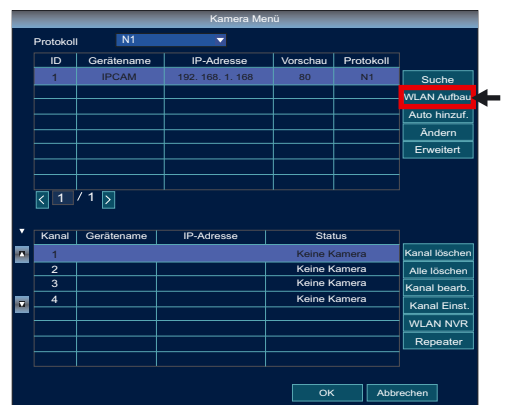 Kamera Menü
Protokoll N1
ID Gerätename IP-Adresse Vorschau Protokoll
1 IPCAM 192. 168. 1. 168 80 N1
Suche
WLAN Aufbau
Auto hinzuf.
Ändern
Erweitert
< 1 / 1 >
Kanal Gerätename IP-Adresse Status
1 Keine Kamera
2 Keine Kamera
3 Keine Kamera
4 Keine Kamera
Kanal löschen
Alle löschen
Kanal bearb.
Kanal Einst.
WLAN NVR
Repeater
OK Abbrechen